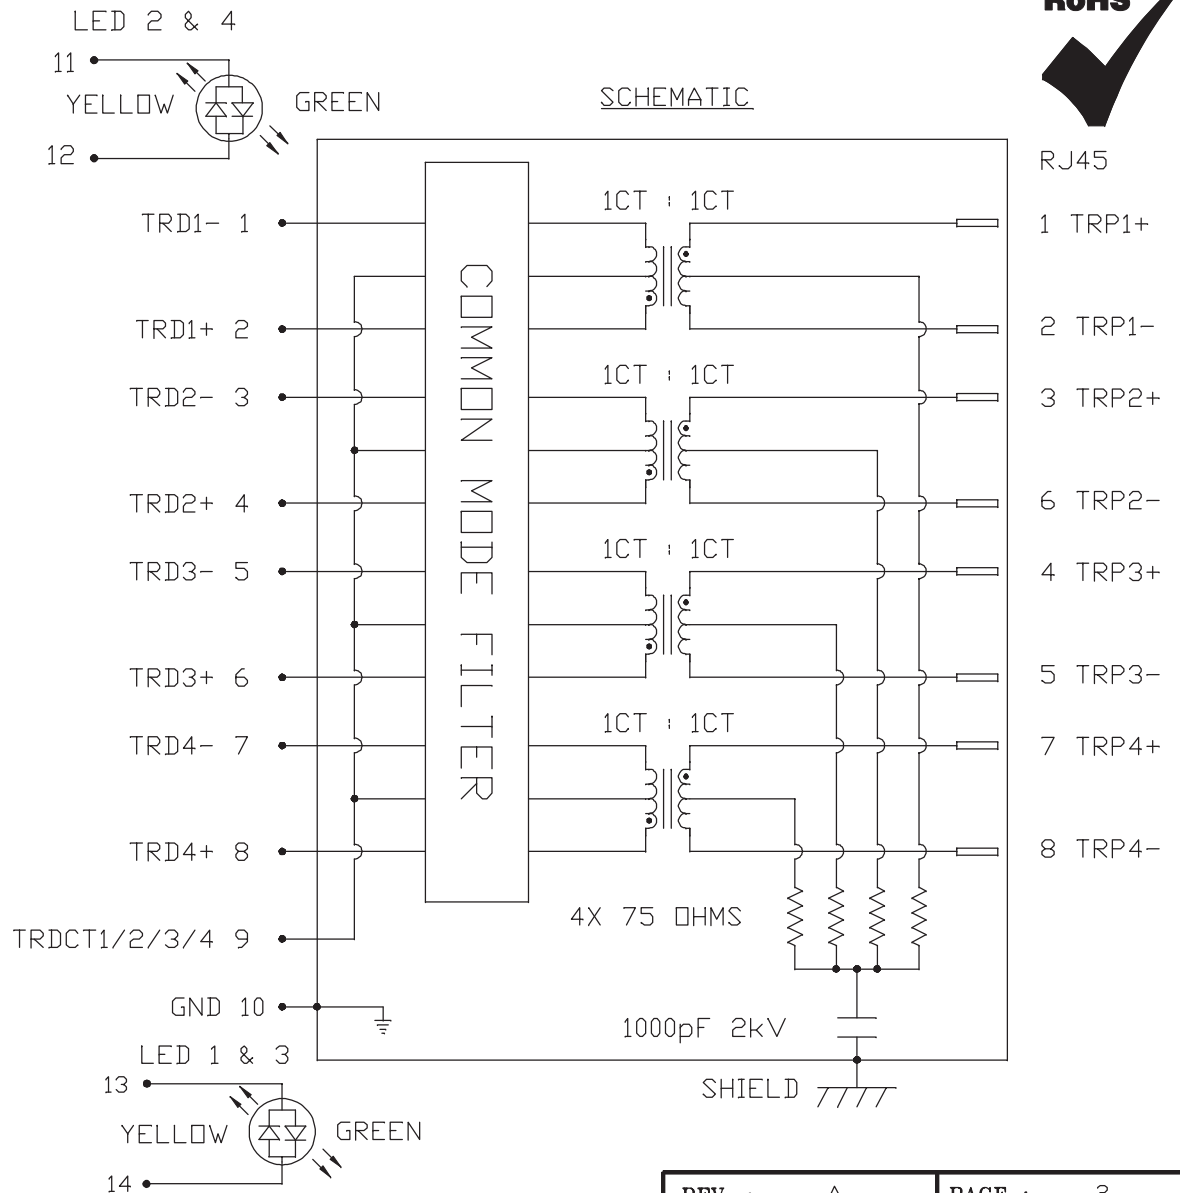 RoHS
LED 2 & 4
11
YELLOW
GREEN
12
SCHEMATIC
RJ45
TRD1- 1
1CT : 1CT
1 TRP1+
TRD1+ 2
2 TRP1-
TRD2- 3
1CT : 1CT
3 TRP2+
TRD2+ 4
6 TRP2-
TRD3- 5
1CT : 1CT
4 TRP3+
TRD3+ 6
5 TRP3-
TRD4- 7
1CT : 1CT
7 TRP4+
TRD4+ 8
8 TRP4-
COMMON MODE FILTER
4X 75 OHMS
TRDCT1/2/3/4 9
GND 10
1000pF 2kV
SHIELD
LED 1 & 3
13
YELLOW
GREEN
14
REV. : A
PAGE :